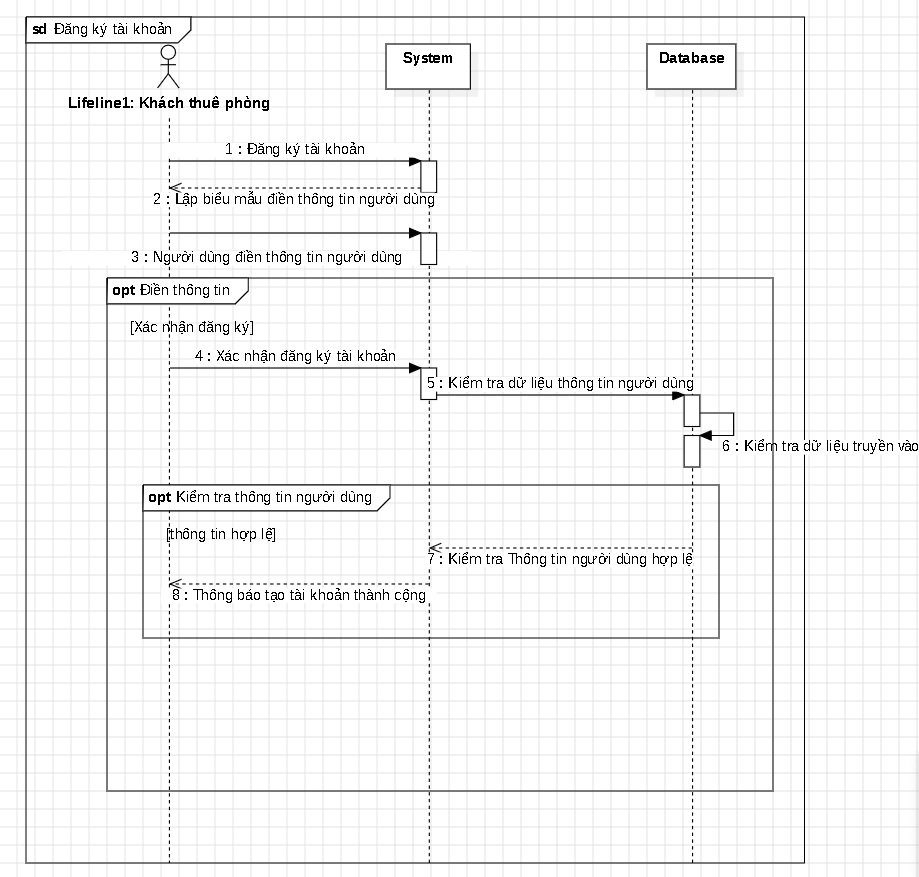 sd Đăng ký tài khoản
System
Database
Lifeline1: Khách thuê phòng
1 : Đăng ký tài khoản
2 : Lập biểu mẫu điền thông tin người dùng
3 : Người dùng điền thông tin người dùng
opt Điền thông tin
[Xác nhận đăng ký]
4 : Xác nhận đăng ký tài khoản
5 : Kiểm tra dữ liệu thông tin người dùng
6 : Kiểm tra dữ liệu truyền vào
opt Kiểm tra thông tin người dùng
[thông tin hợp lệ]
7 : Kiểm tra Thông tin người dùng hợp lệ
8 : Thông báo tạo tài khoản thành cộng